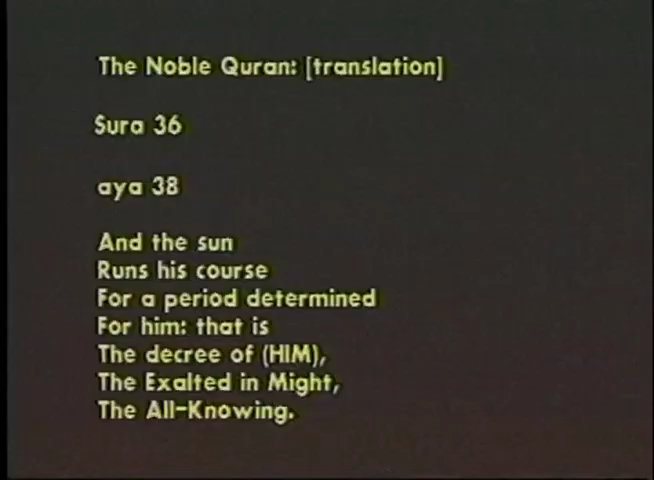 The Noble Quran: [translation]
Sura 36
aya 38
And the sun
Runs his course
For a period determined
For him: that is
The decree of (HIM),
The Exalted in Might,
The All-Knowing.